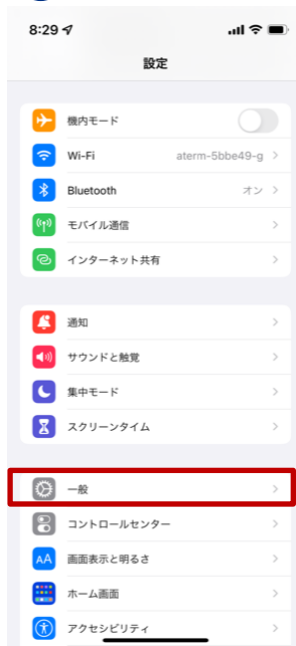 8:29
設定
機内モード
Wi-Fi aterm-5bbe49-g
Bluetooth オン
モバイル通信
インターネット共有
通知
サウンドと触覚
集中モード
スクリーンタイム
一般
コントロールセンター
AA 画面表示と明るさ
ホーム画面
アクセシビリティ